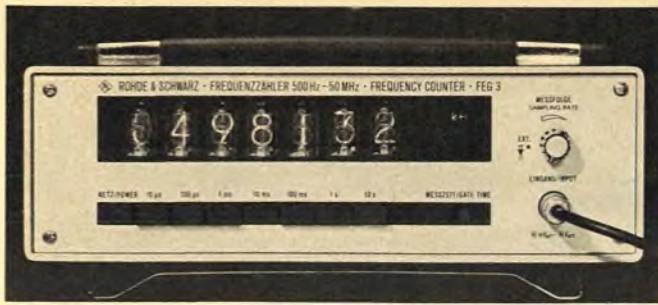 ROHDE & SCHWARZ · FREQUENZZÄHLER 500 Hz – 50 MHz · FREQUENCY COUNTER · FEG 3
MESSFOLGE
SAMPLING RATE
EXT.
5498132
EINGANG/INPUT
NETZ/POWER 10 µs 100 µs 1 ms 10 ms 100 ms 1 s 10 s MESSZEIT/GATE TIME